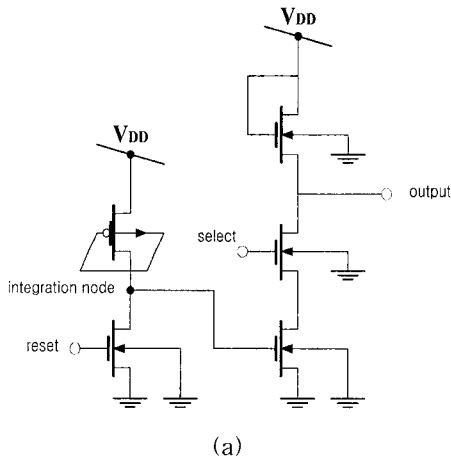 VDD
VDD
output
select
integration node
reset
(a)